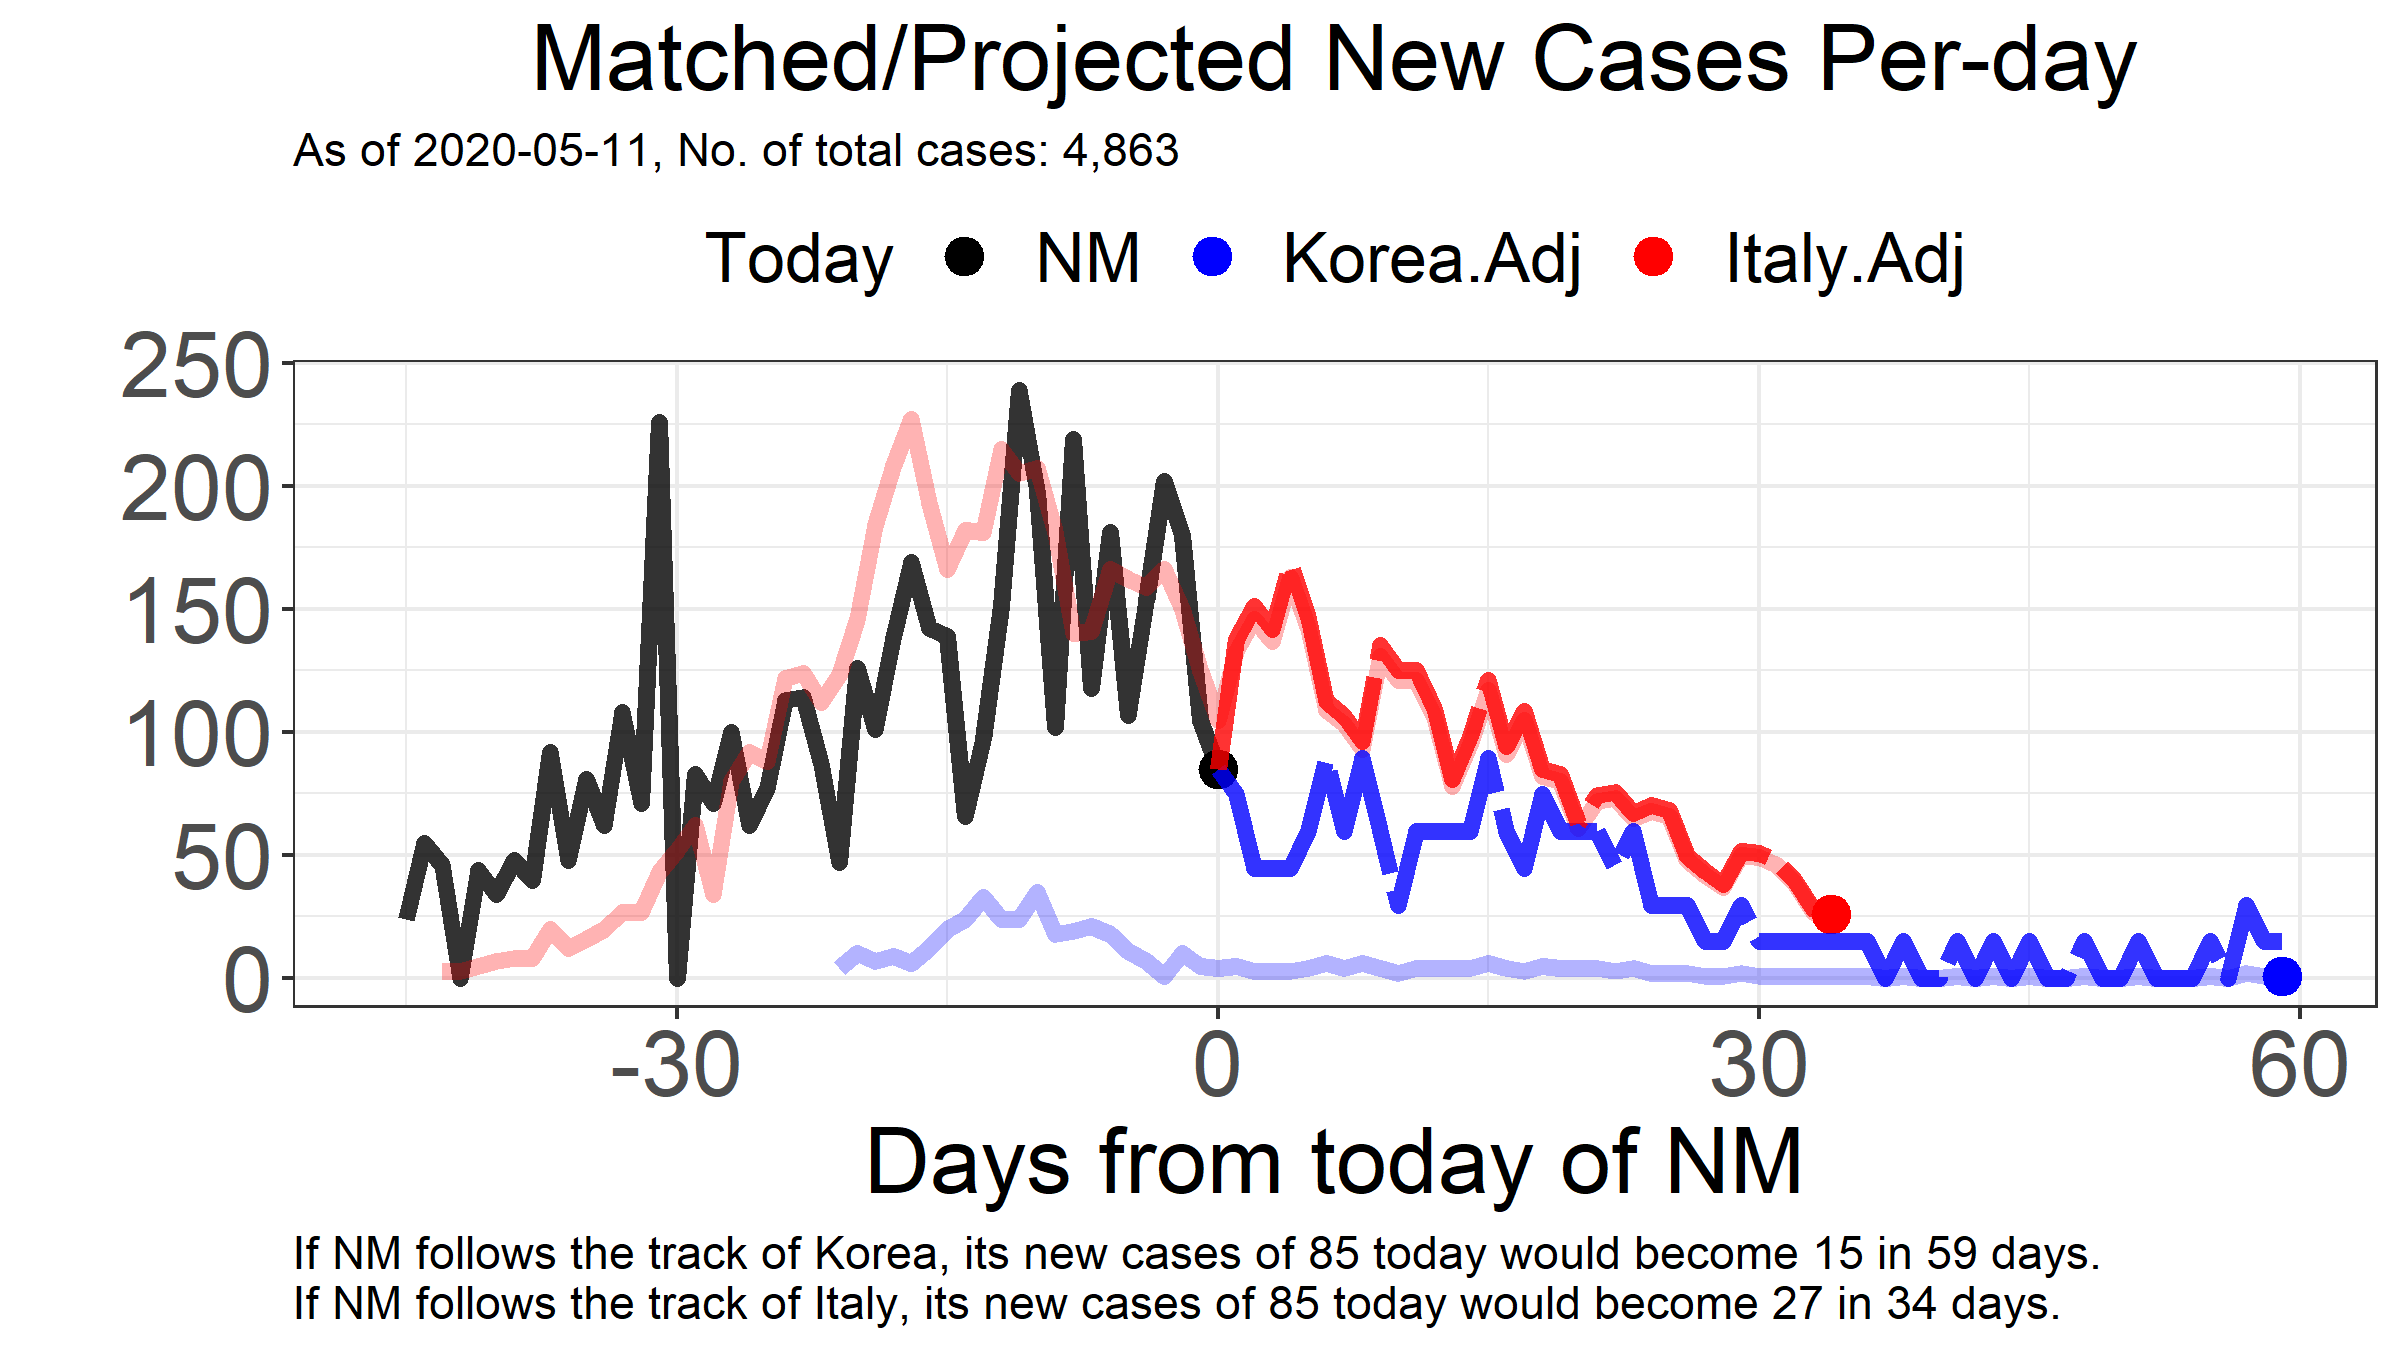 Matched/Projected New Cases Per-day
As of 2020-05-11, No. of total cases: 4,863
Today NM Korea.Adj Italy.Adj
250
200
150
100
50
0
-30 0 30 60
Days from today of NM
If NM follows the track of Korea, its new cases of 85 today would become 15 in 59 days.
If NM follows the track of Italy, its new cases of 85 today would become 27 in 34 days.